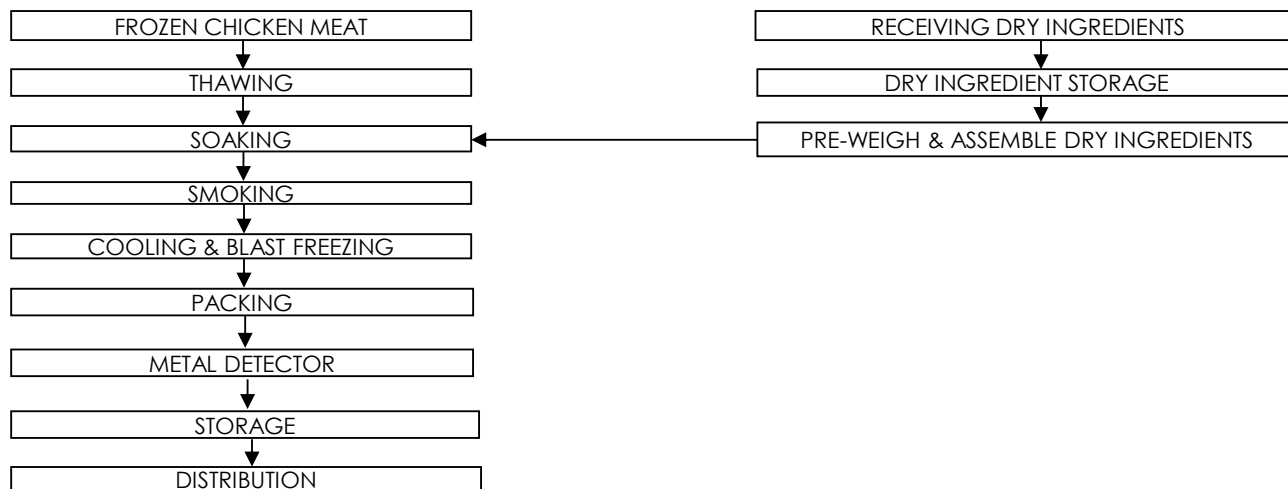 FROZEN CHICKEN MEAT
THAWING
SOAKING
SMOKING
COOLING & BLAST FREEZING
PACKING
METAL DETECTOR
STORAGE
DISTRIBUTION
RECEIVING DRY INGREDIENTS
DRY INGREDIENT STORAGE
PRE-WEIGH & ASSEMBLE DRY INGREDIENTS